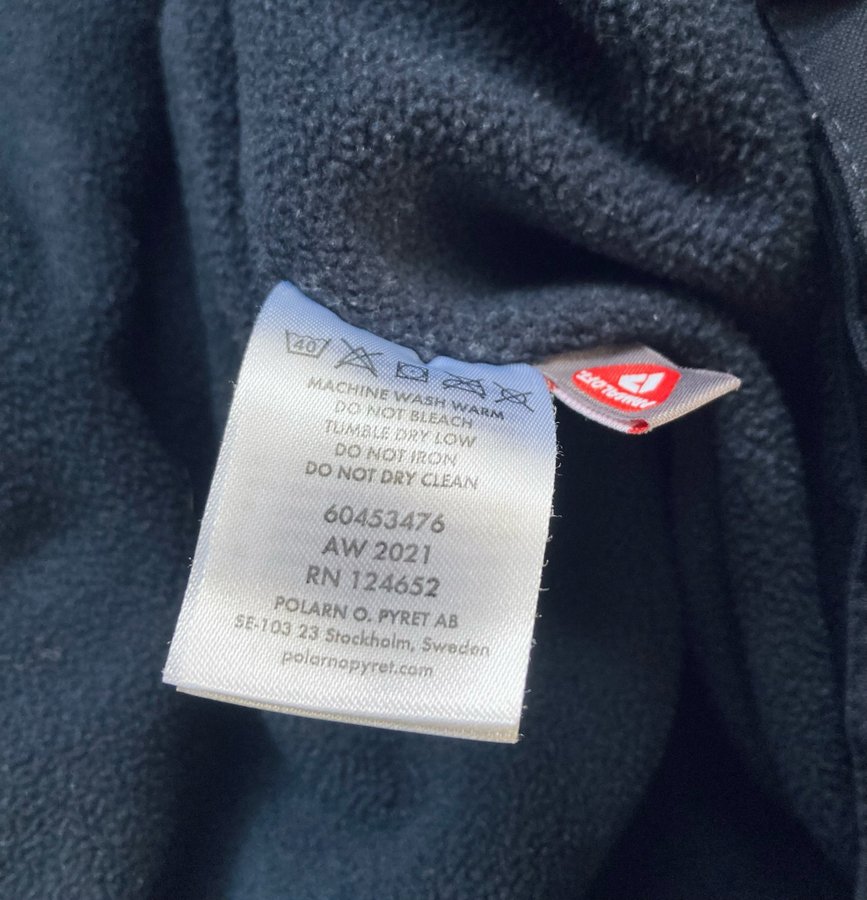 40
MACHINE WASH WARM
DO NOT BLEACH
TUMBLE DRY LOW
DO NOT IRON
DO NOT DRY CLEAN
60453476
AW 2021
RN 124652
POLARN O. PYRET AB
SE-103 23 Stockholm, Sweden
polarnopyret.com
PRIMALOFT